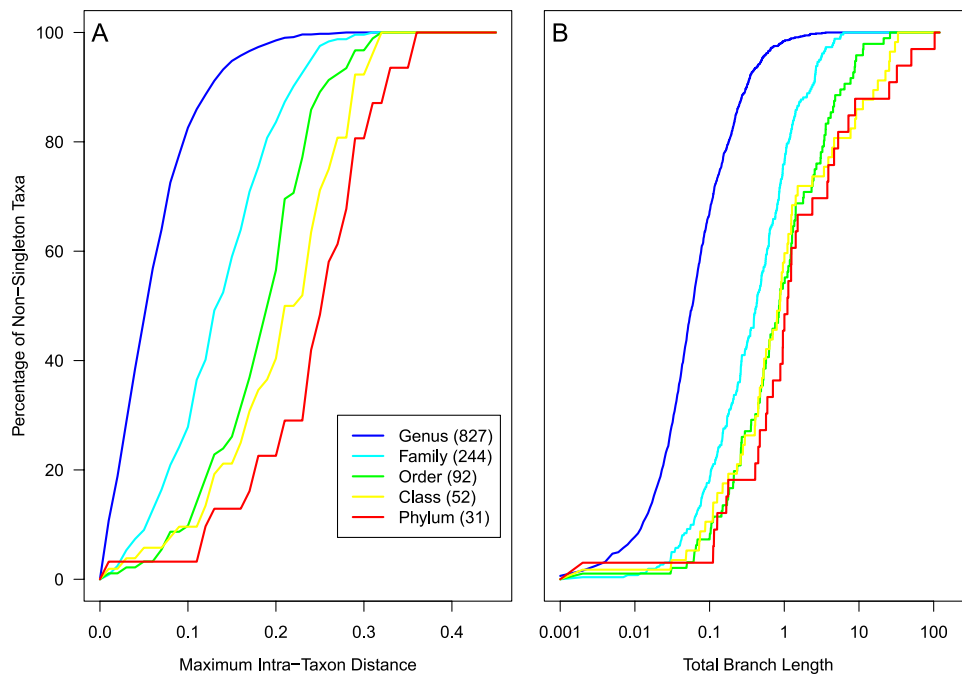 A
B
Percentage of Non−Singleton Taxa
100
80
60
40
20
0
Genus (827)
Family (244)
Order (92)
Class (52)
Phylum (31)
0.0 0.1 0.2 0.3 0.4
0.001 0.01 0.1 1 10 100
Maximum Intra−Taxon Distance
Total Branch Length